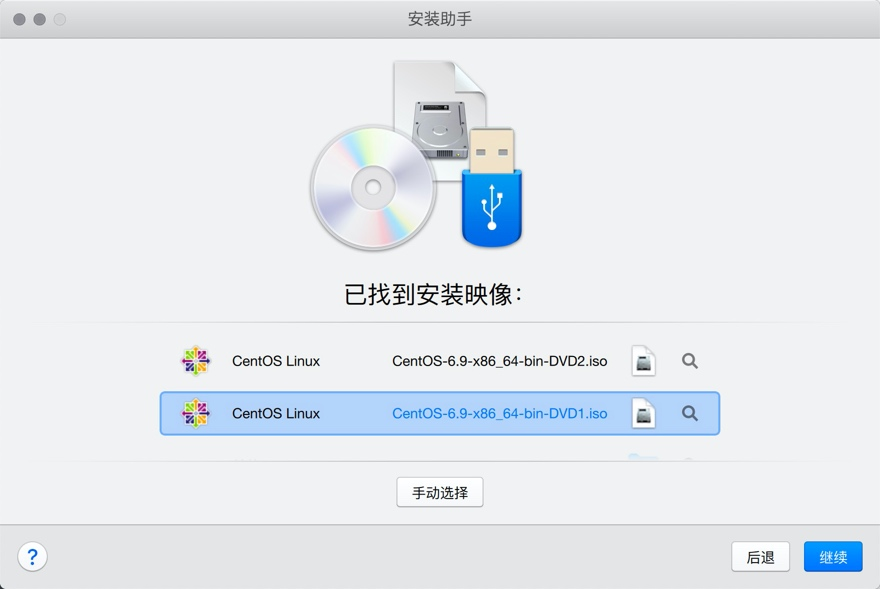 安装助手
已找到安装映像：
CentOS Linux CentOS-6.9-x86_64-bin-DVD2.iso
CentOS Linux CentOS-6.9-x86_64-bin-DVD1.iso
手动选择
? 后退 继续